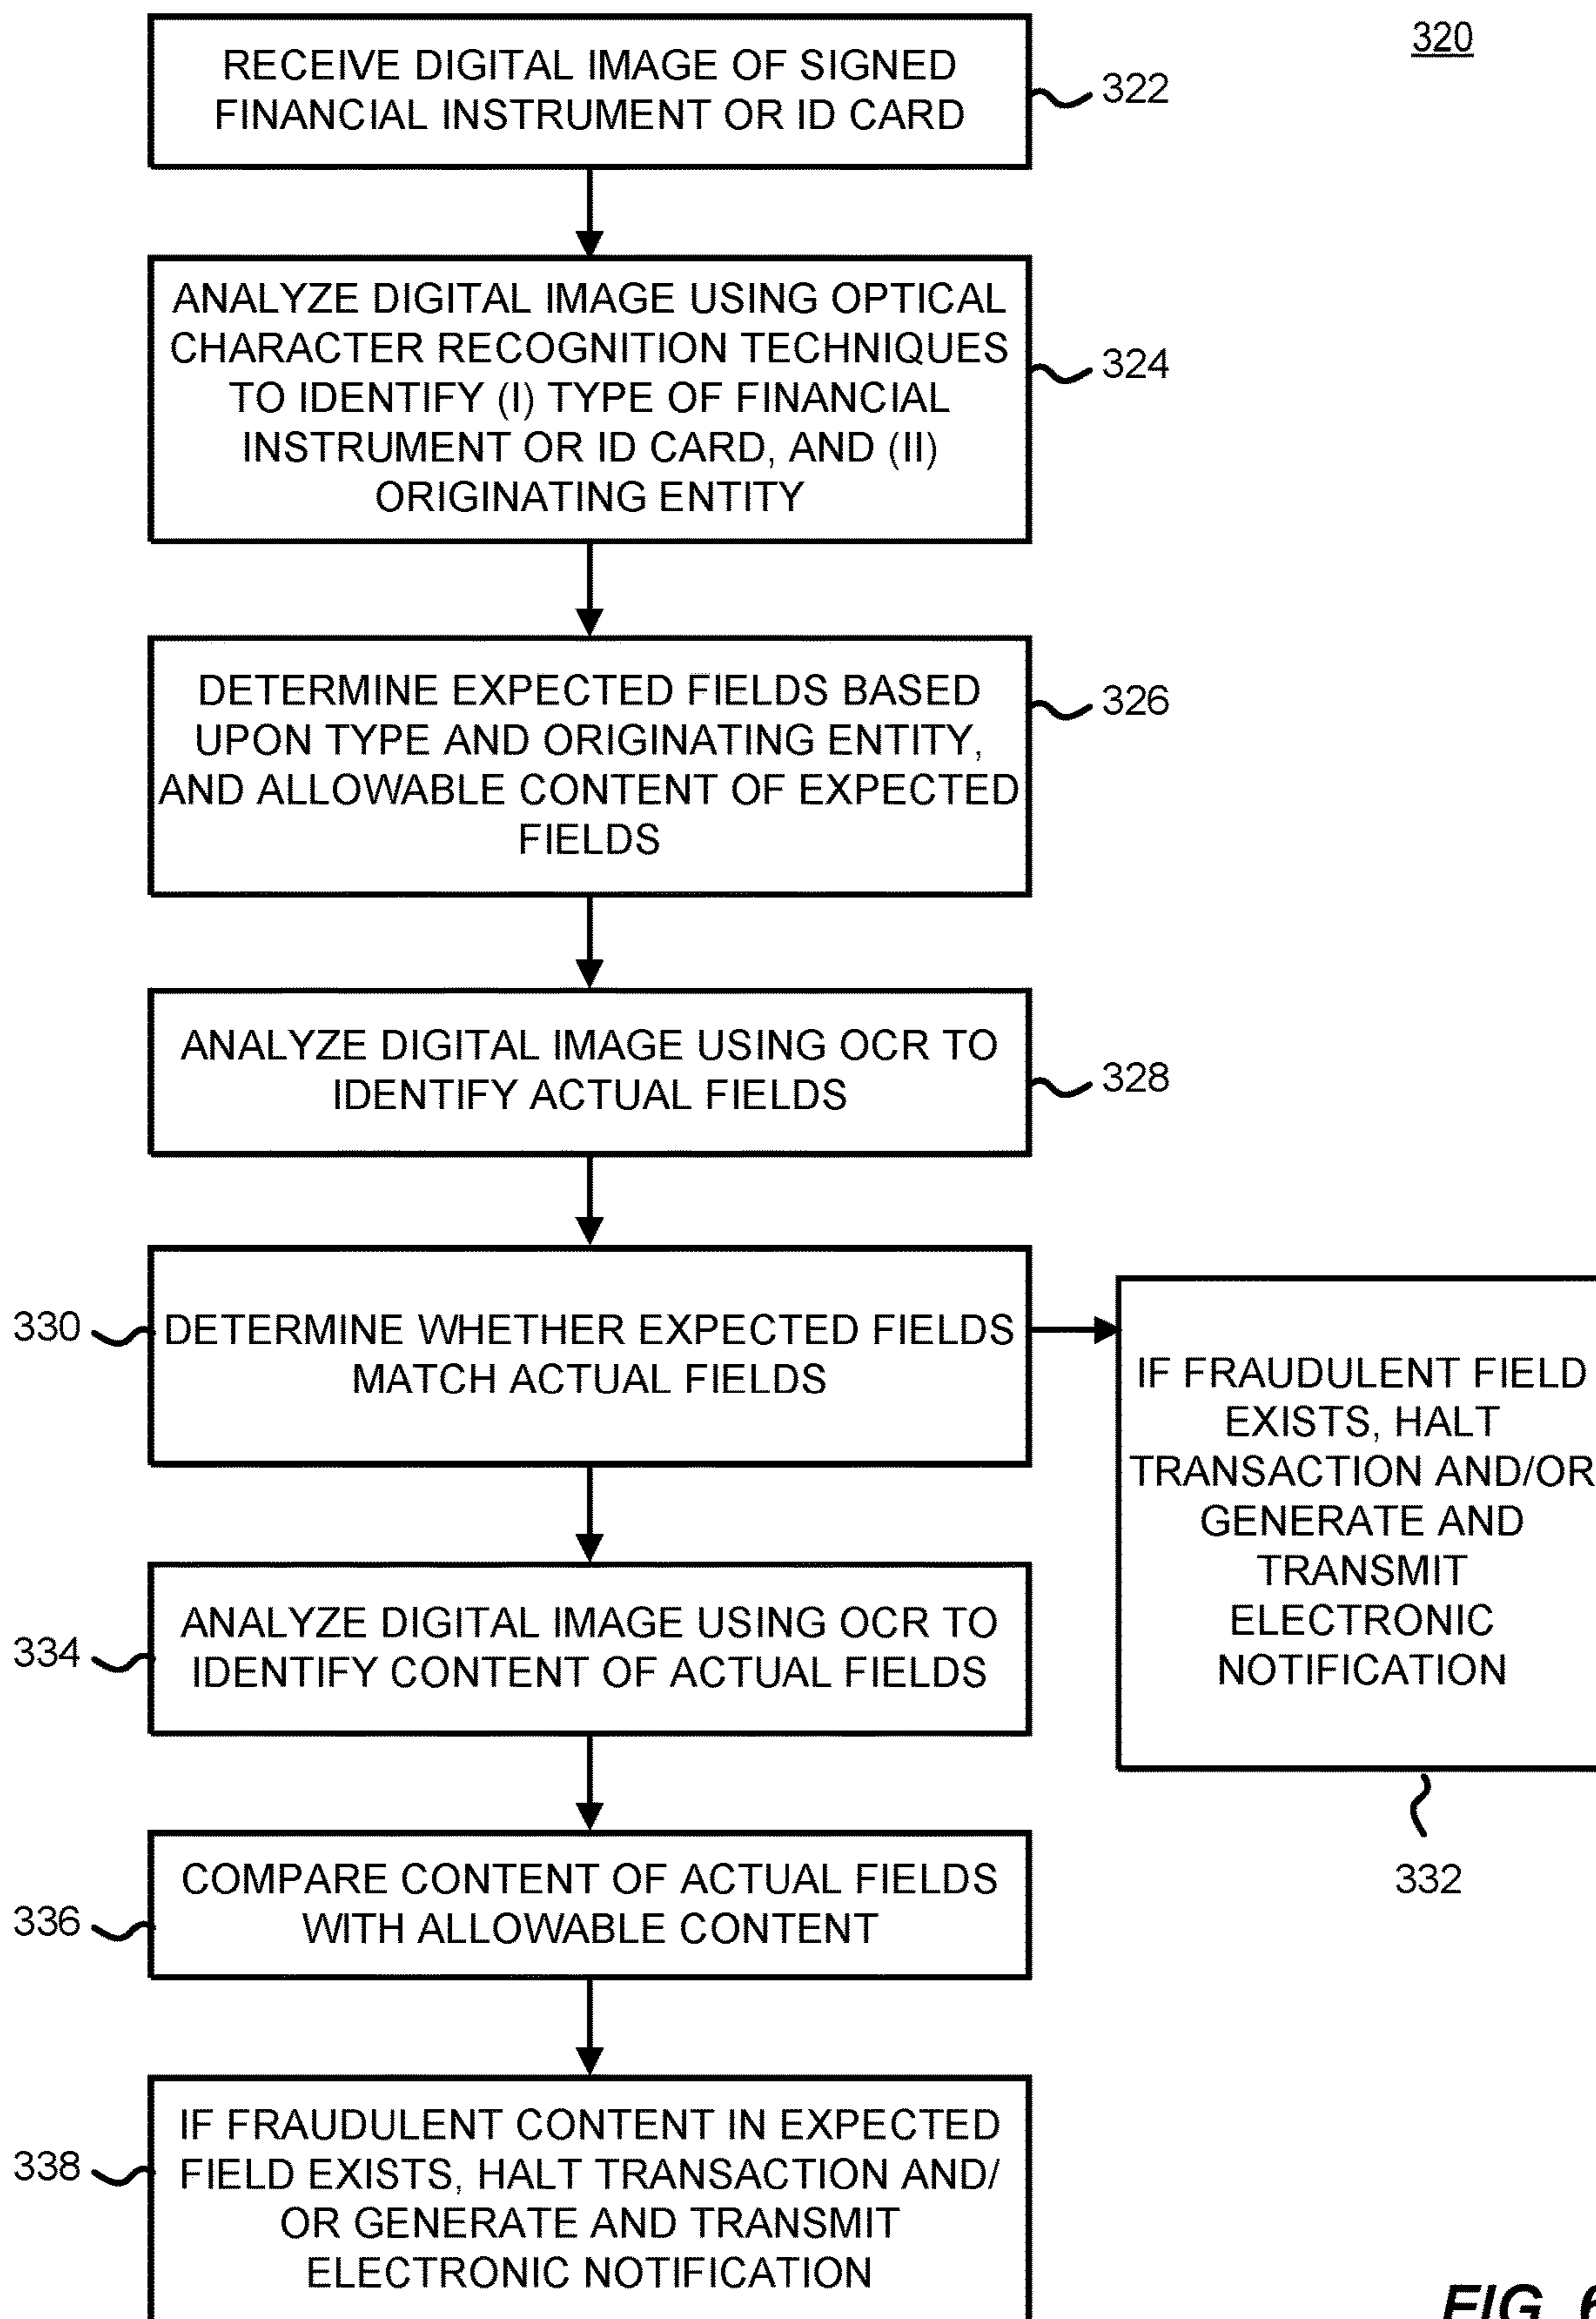 320
RECEIVE DIGITAL IMAGE OF SIGNED
FINANCIAL INSTRUMENT OR ID CARD
322
ANALYZE DIGITAL IMAGE USING OPTICAL
CHARACTER RECOGNITION TECHNIQUES
TO IDENTIFY (I) TYPE OF FINANCIAL
INSTRUMENT OR ID CARD, AND (II)
ORIGINATING ENTITY
324
DETERMINE EXPECTED FIELDS BASED
UPON TYPE AND ORIGINATING ENTITY,
AND ALLOWABLE CONTENT OF EXPECTED
FIELDS
326
ANALYZE DIGITAL IMAGE USING OCR TO
IDENTIFY ACTUAL FIELDS
328
330
DETERMINE WHETHER EXPECTED FIELDS
MATCH ACTUAL FIELDS
IF FRAUDULENT FIELD
EXISTS, HALT
TRANSACTION AND/OR
GENERATE AND
TRANSMIT
ELECTRONIC
NOTIFICATION
332
334
ANALYZE DIGITAL IMAGE USING OCR TO
IDENTIFY CONTENT OF ACTUAL FIELDS
336
COMPARE CONTENT OF ACTUAL FIELDS
WITH ALLOWABLE CONTENT
338
IF FRAUDULENT CONTENT IN EXPECTED
FIELD EXISTS, HALT TRANSACTION AND/
OR GENERATE AND TRANSMIT
ELECTRONIC NOTIFICATION
FIG. 6